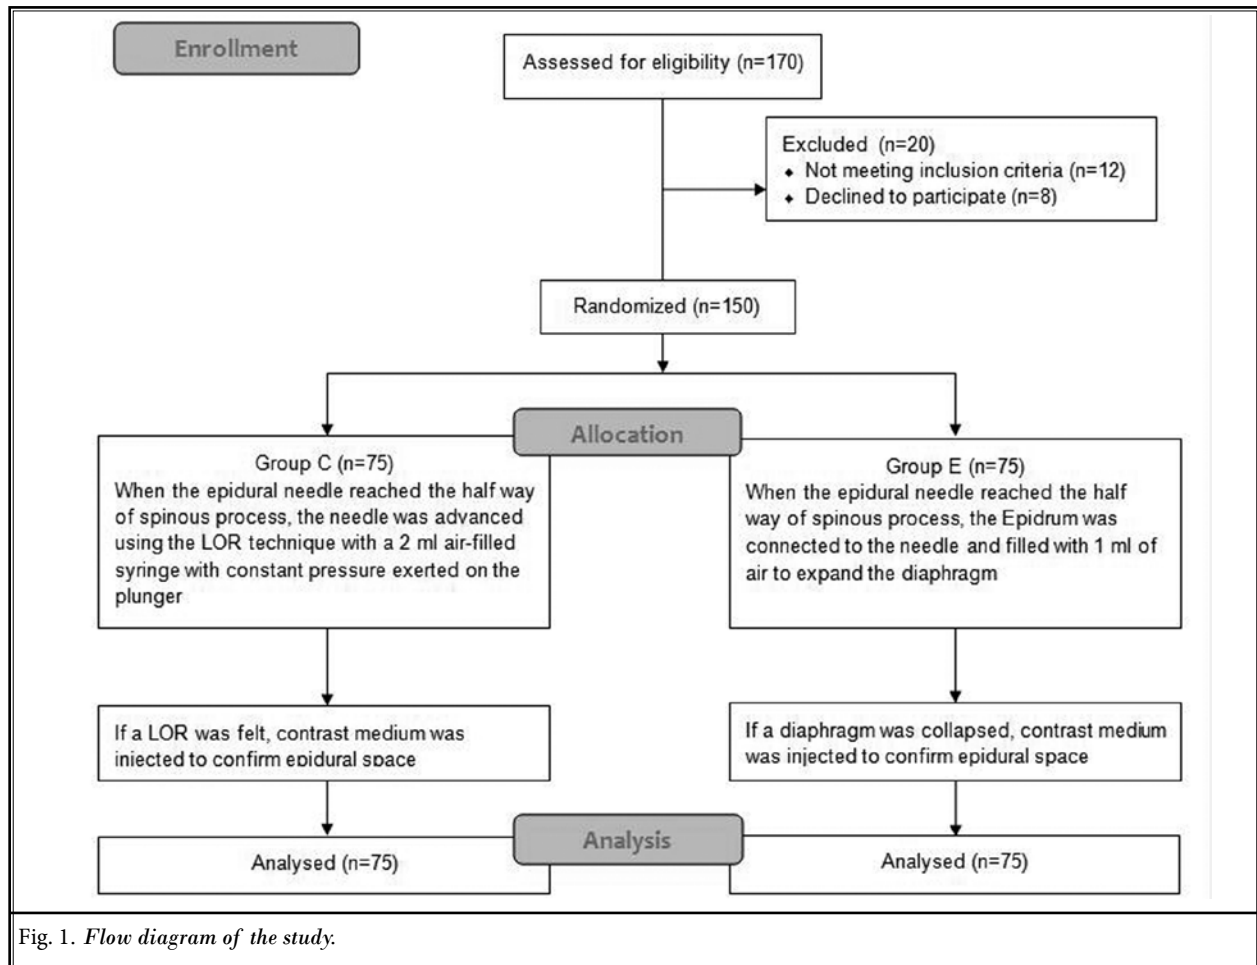 Enrollment
Assessed for eligibility (n=170)
Excluded (n=20)
♦ Not meeting inclusion criteria (n=12)
♦ Declined to participate (n=8)
Randomized (n=150)
Allocation
Group C (n=75)
When the epidural needle reached the half way
of spinous process, the needle was advanced
using the LOR technique with a 2 ml air-filled
syringe with constant pressure exerted on the
plunger
Group E (n=75)
When the epidural needle reached the half
way of spinous process, the Epidrum was
connected to the needle and filled with 1 ml of
air to expand the diaphragm
If a LOR was felt, contrast medium was
injected to confirm epidural space
If a diaphragm was collapsed, contrast medium
was injected to confirm epidural space
Analysis
Analysed (n=75)
Analysed (n=75)
Fig. 1. Flow diagram of the study.